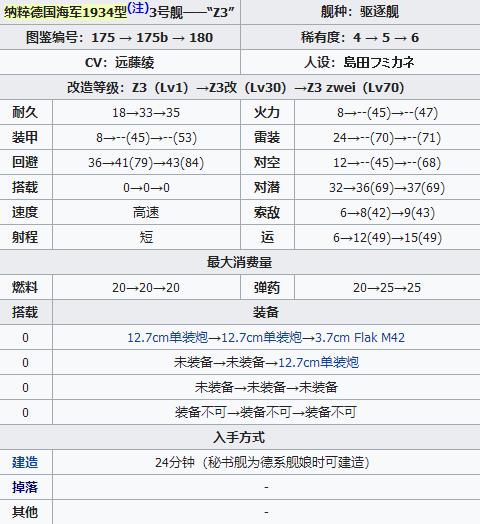 纳粹德国海军1934型(注)3号舰——“Z3” 舰种：驱逐舰
图鉴编号：175 → 175b → 180 稀有度：4 → 5 → 6
CV：远藤绫 人设：島田フミカネ
改造等级：Z3（Lv1）→Z3改（Lv30）→Z3 zwei（Lv70）
耐久 18→33→35 火力 8→--(45)→--(47)
装甲 8→--(45)→--(53) 雷装 24→--(70)→--(71)
回避 36→41(79)→43(84) 对空 12→--(45)→--(68)
搭载 0→0→0 对潜 32→36(69)→37(69)
速度 高速 索敌 6→8(42)→9(43)
射程 短 运 6→12(49)→15(49)
最大消费量
燃料 20→20→20 弹药 20→25→25
搭载 装备
0 12.7cm单装炮→12.7cm单装炮→3.7cm Flak M42
0 未装备→未装备→12.7cm单装炮
0 未装备→未装备→未装备
0 装备不可→装备不可→装备不可
入手方式
建造 24分钟（秘书舰为德系舰娘时可建造）
掉落 -
其他 -